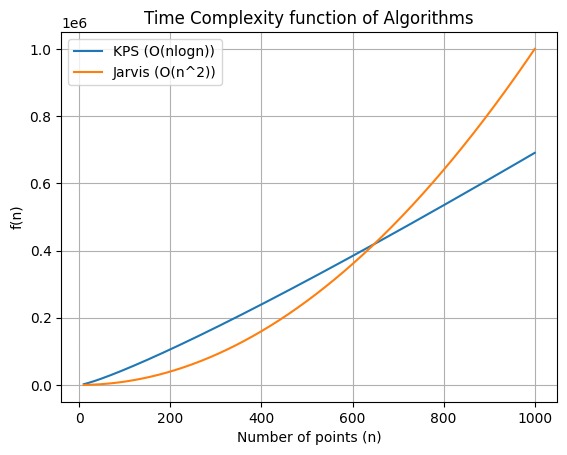 Time Complexity function of Algorithms
1e6
KPS (O(nlogn))
Jarvis (O(n^2))
1.0
0.8
0.6
0.4
0.2
0.0
f(n)
0 200 400 600 800 1000
Number of points (n)